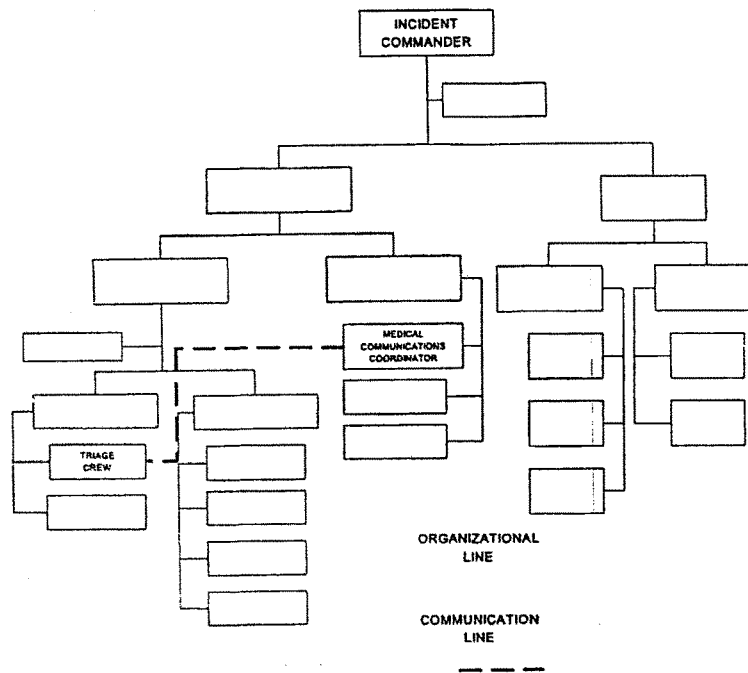 INCIDENT
COMMANDER
MEDICAL
COMMUNICATIONS
COORDINATOR
TRIAGE
CREW
ORGANIZATIONAL
LINE
COMMUNICATION
LINE